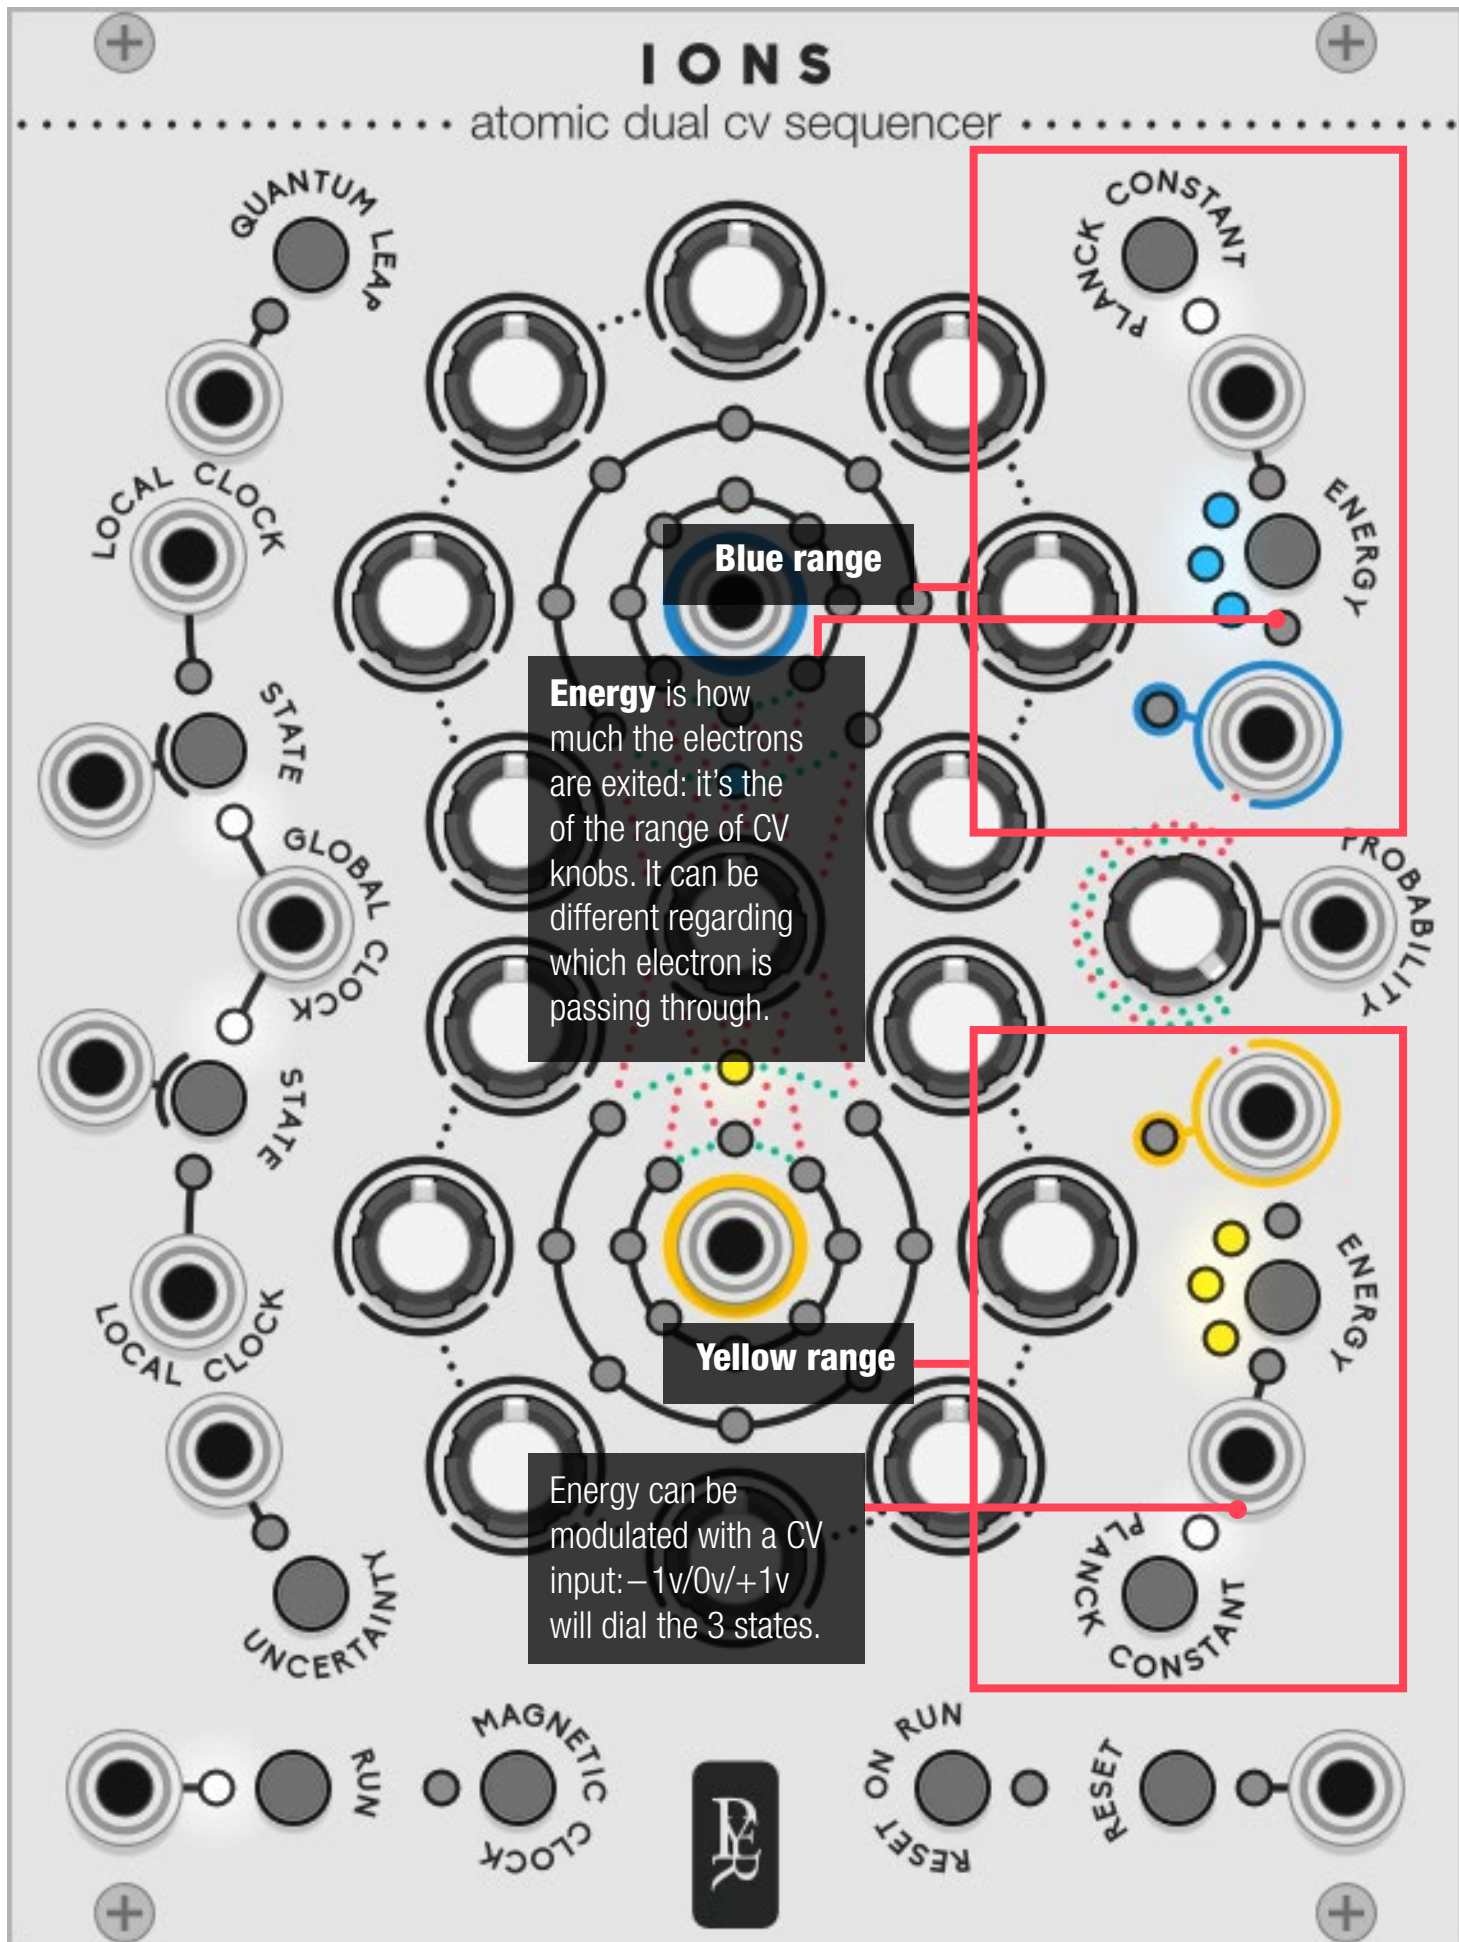 IONS
atomic dual cv sequencer
QUANTUM LEAP
PLANCK CONSTANT
LOCAL CLOCK
ENERGY
Blue range
STATE
Energy is how
much the electrons
are exited: it's the
of the range of CV
knobs. It can be
different regarding
which electron is
passing through.
GLOBAL CLOCK
PROBABILITY
STATE
ENERGY
LOCAL CLOCK
Yellow range
Energy can be
modulated with a CV
input: –1v/0v/+1v
will dial the 3 states.
UNCERTAINTY
PLANCK CONSTANT
RUN
MAGNETIC CLOCK
RESET ON RUN
RESET